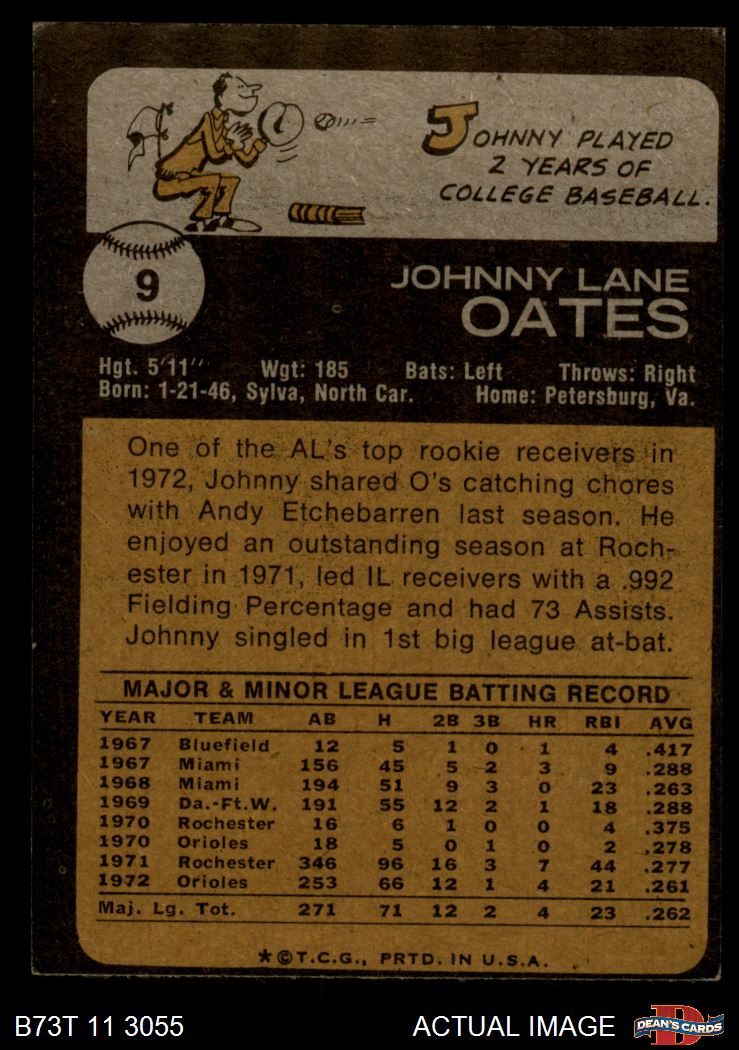 JOHNNY PLAYED
2 YEARS OF
COLLEGE BASEBALL.
9
JOHNNY LANE
OATES
Hgt. 5'11" Wgt: 185 Bats: Left Throws: Right
Born: 1-21-46, Sylva, North Car. Home: Petersburg, Va.
One of the AL's top rookie receivers in
1972, Johnny shared O's catching chores
with Andy Etchebarren last season. He
enjoyed an outstanding season at Roch-
ester in 1971, led IL receivers with a .992
Fielding Percentage and had 73 Assists.
Johnny singled in 1st big league at-bat.
MAJOR & MINOR LEAGUE BATTING RECORD
YEAR TEAM AB H 2B 3B HR RBI AVG
1967 Bluefield 12 5 1 0 1 4 .417
1967 Miami 156 45 5 2 3 9 .288
1968 Miami 194 51 9 3 0 23 .263
1969 Da.-Ft.W. 191 55 12 2 1 18 .288
1970 Rochester 16 6 1 0 0 4 .375
1970 Orioles 18 5 0 1 0 2 .278
1971 Rochester 346 96 16 3 7 44 .277
1972 Orioles 253 66 12 1 4 21 .261
Maj. Lg. Tot. 271 71 12 2 4 23 .262
*©T.C.G., PRTD. IN U.S.A.
B73T 11 3055 ACTUAL IMAGE DEAN'S CARDS